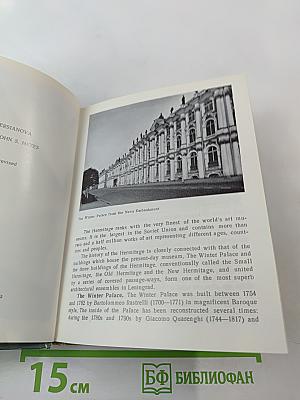 ERSIANOVA
OHN S. HEYES
evised
The Winter Palace from the Neva Embankment
The Hermitage ranks with the very finest of the world's art mu-
seums. It is the largest in the Soviet Union and contains more than
two and a half million works of art representing different ages, count-
ries and peoples.
The history of the Hermitage is closely connected with that of the
buildings which house the present-day museum. The Winter Palace and
the three buildings of the Hermitage, conventionally called the Small
Hermitage, the Old Hermitage and the New Hermitage, and united
by a series of covered passage-ways, form one of the most superb
architectural ensembles in Leningrad.
The Winter Palace. The Winter Palace was built between 1754
and 1762 by Bartolommeo Rastrelli (1700—1771) in magnificent Baroque
style. The inside of the Palace has been reconstructed several times:
during the 1780s and 1790s by Giacomo Quarenghi (1744—1817) and
15 см
БФ БИБЛИОФАН